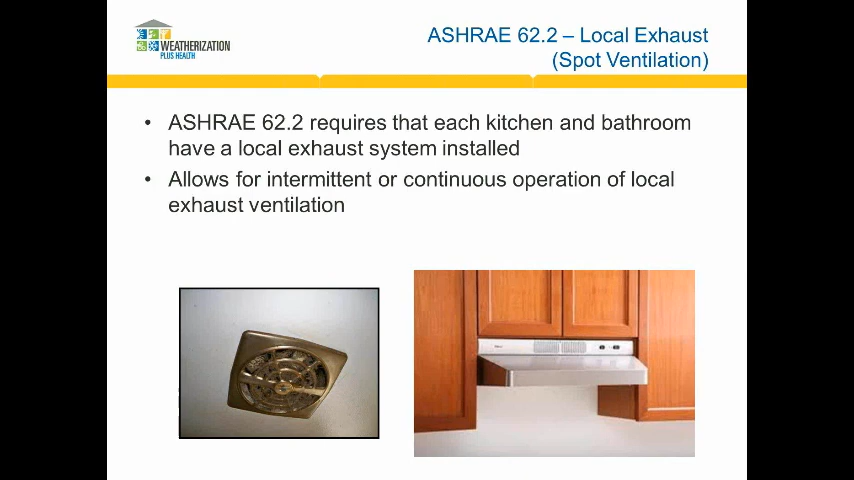 WEATHERIZATION
PLUS HEALTH
ASHRAE 62.2 – Local Exhaust
(Spot Ventilation)
• ASHRAE 62.2 requires that each kitchen and bathroom
have a local exhaust system installed
• Allows for intermittent or continuous operation of local
exhaust ventilation